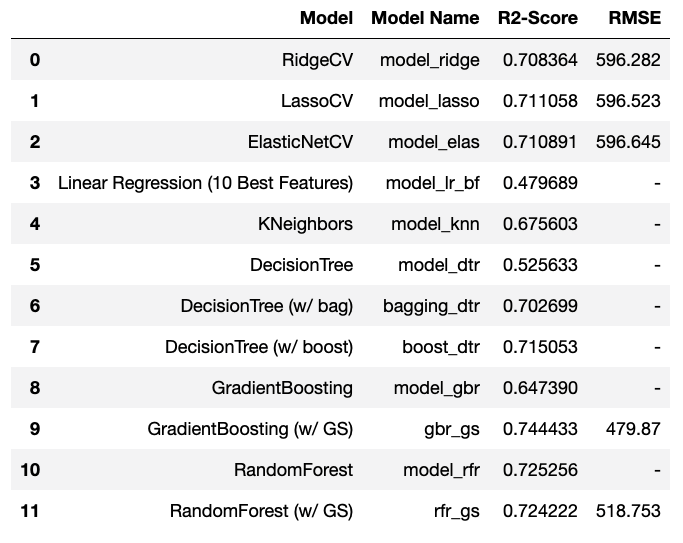 Model Model Name R2-Score RMSE
0 RidgeCV model_ridge 0.708364 596.282
1 LassoCV model_lasso 0.711058 596.523
2 ElasticNetCV model_elas 0.710891 596.645
3 Linear Regression (10 Best Features) model_lr_bf 0.479689 -
4 KNeighbors model_knn 0.675603 -
5 DecisionTree model_dtr 0.525633 -
6 DecisionTree (w/ bag) bagging_dtr 0.702699 -
7 DecisionTree (w/ boost) boost_dtr 0.715053 -
8 GradientBoosting model_gbr 0.647390 -
9 GradientBoosting (w/ GS) gbr_gs 0.744433 479.87
10 RandomForest model_rfr 0.725256 -
11 RandomForest (w/ GS) rfr_gs 0.724222 518.753